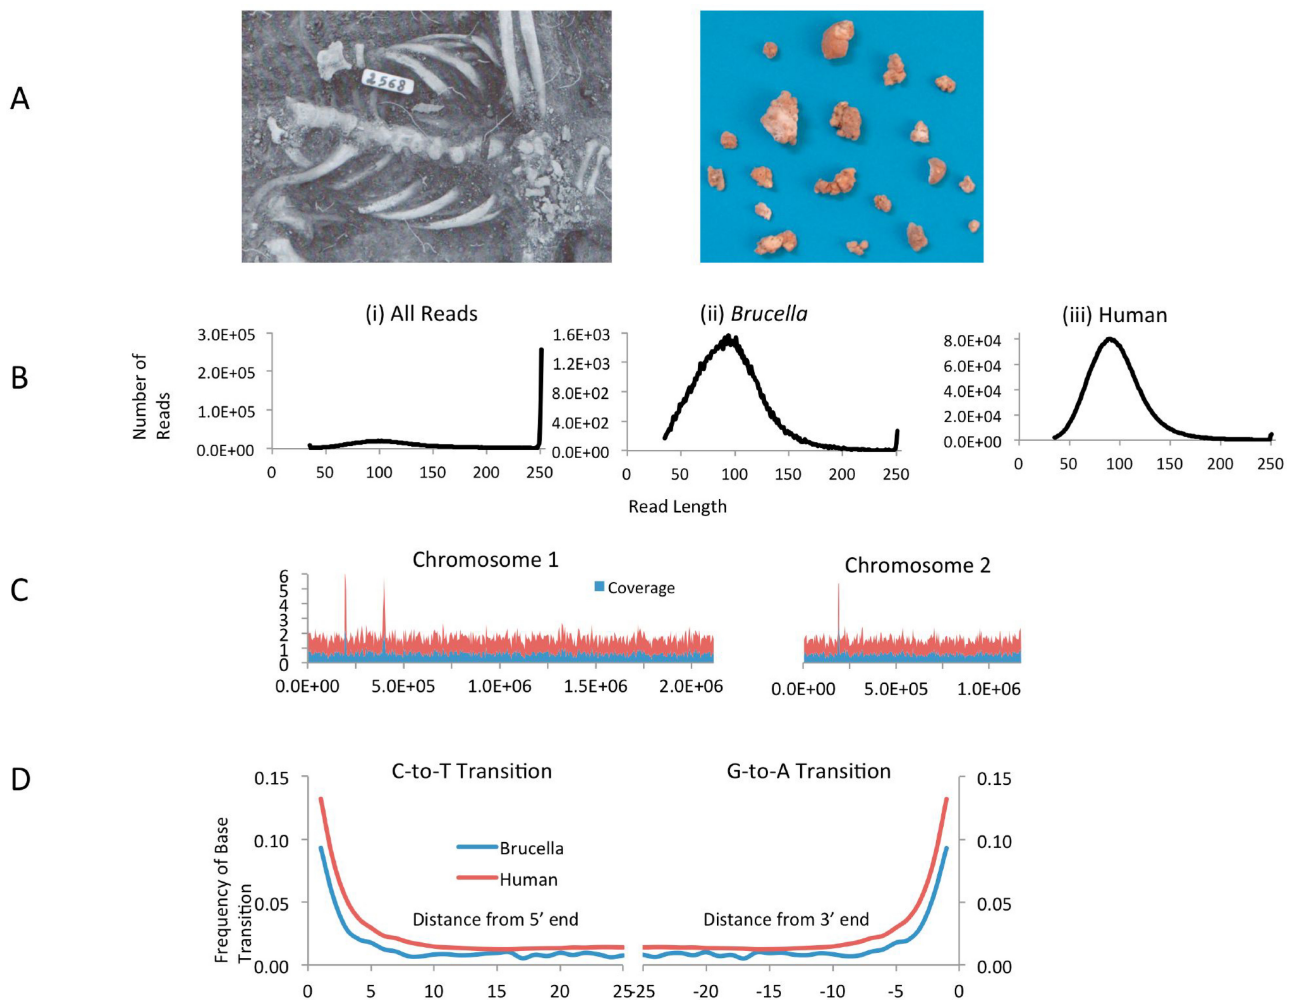 A
2568
B
(i) All Reads
(ii) Brucella
(iii) Human
Number of
Reads
3.0E+05
2.0E+05
1.0E+05
0.0E+00
0 50 100 150 200 250
1.6E+03
1.2E+03
8.0E+02
4.0E+02
0.0E+00
0 50 100 150 200 250
8.0E+04
6.0E+04
4.0E+04
2.0E+04
0.0E+00
0 50 100 150 200 250
Read Length
C
Chromosome 1
Chromosome 2
Coverage
6
5
4
3
2
1
0
0.0E+00 5.0E+05 1.0E+06 1.5E+06 2.0E+06
0.0E+00 5.0E+05 1.0E+06
D
C-to-T Transition
G-to-A Transition
Frequency of Base
Transition
0.15
0.10
0.05
0.00
Brucella
Human
Distance from 5′ end
Distance from 3′ end
0.15
0.10
0.05
0.00
0 5 10 15 20 25
-25 -20 -15 -10 -5 0